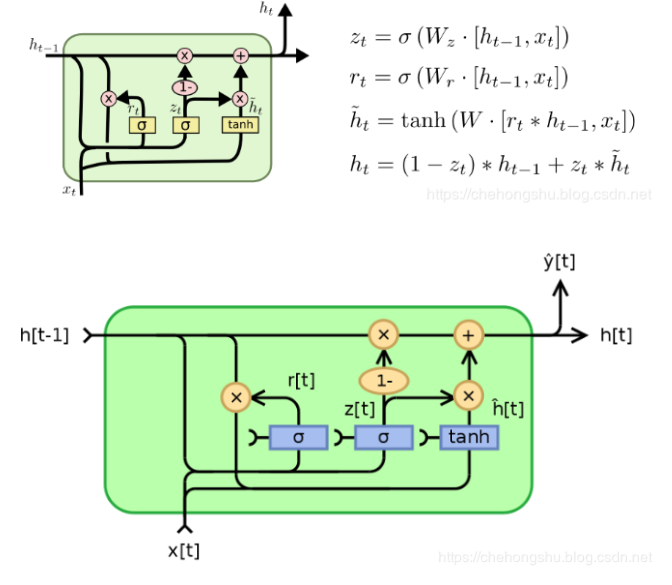 h_t
h_{t-1}
x
+
1-
x
r_t
z_t
x
h̃_t
σ
σ
tanh
x_t
z_t = σ (W_z · [h_{t-1}, x_t])
r_t = σ (W_r · [h_{t-1}, x_t])
h̃_t = tanh (W · [r_t * h_{t-1}, x_t])
h_t = (1 − z_t) * h_{t-1} + z_t * h̃_t
https://chehongshu.blog.csdn.net
ŷ[t]
h[t-1]
×
+
h[t]
r[t]
1-
×
z[t]
×
ĥ[t]
σ
σ
tanh
x[t]
https://chehongshu.blog.csdn.net